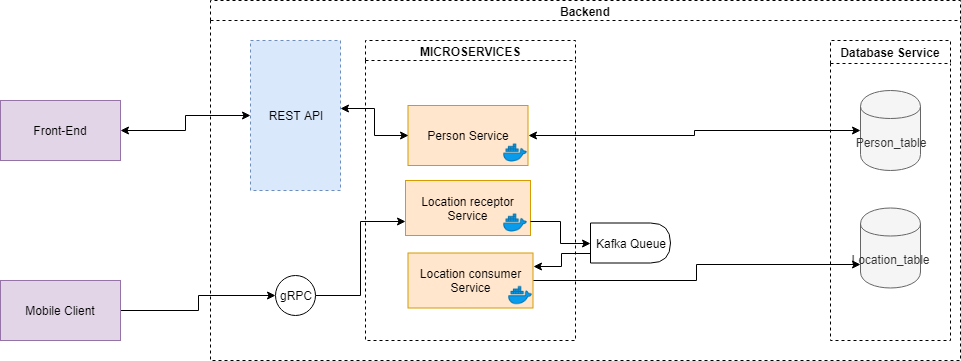 Backend
MICROSERVICES
Database Service
REST API
Front-End
Person Service
Person_table
Location receptor
Service
Kafka Queue
Location consumer
Service
Location_table
gRPC
Mobile Client